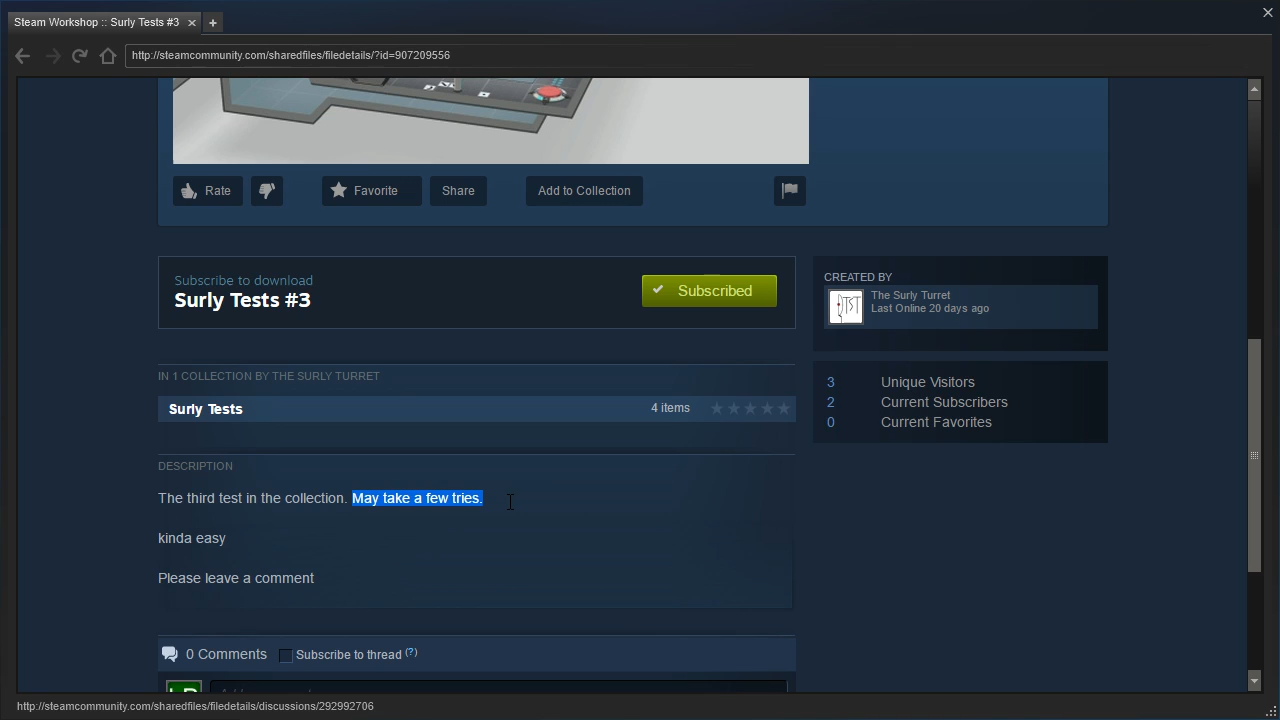 Steam Workshop :: Surly Tests #3
http://steamcommunity.com/sharedfiles/filedetails/?id=907209556
Rate
Favorite
Share
Add to Collection
Subscribe to download
Surly Tests #3
Subscribed
CREATED BY
The Surly Turret
Last Online 20 days ago
IN 1 COLLECTION BY THE SURLY TURRET
Surly Tests
4 items
3 Unique Visitors
2 Current Subscribers
0 Current Favorites
DESCRIPTION
The third test in the collection. May take a few tries.
kinda easy
Please leave a comment
0 Comments
Subscribe to thread (?)
http://steamcommunity.com/sharedfiles/filedetails/discussions/292992706